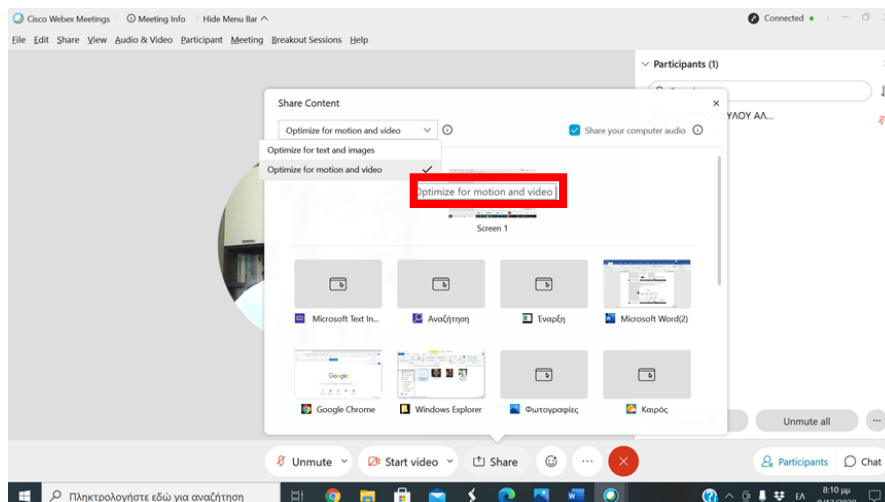 Cisco Webex Meetings
Meeting Info
Hide Menu Bar
Connected
File Edit Share View Audio & Video Participant Meeting Breakout Sessions Help
Participants (1)
Share Content
Optimize for motion and video
Share your computer audio
Optimize for text and images
Optimize for motion and video
Optimize for motion and video
Screen 1
Microsoft Text In...
Αναζήτηση
Έναρξη
Microsoft Word(2)
Google
Google Chrome
Windows Explorer
Φωτογραφίες
Καιρός
Unmute all
Unmute
Start video
Share
Participants
Chat
Πληκτρολογήστε εδώ για αναζήτηση
ΕΛ
8:10 μμ